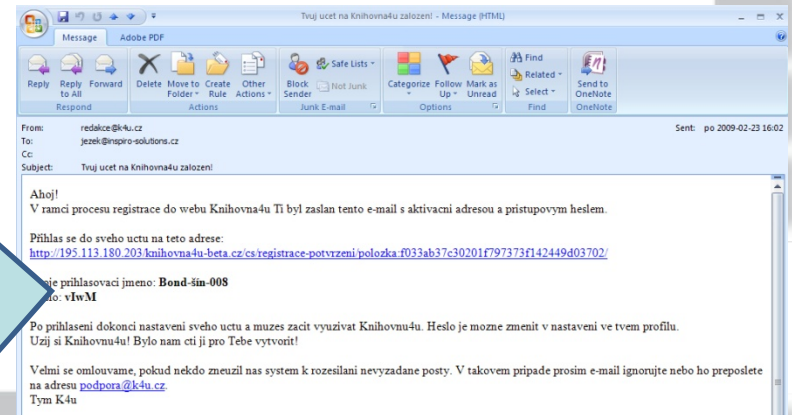 Tvuj ucet na Knihovna4u zalozen! - Message (HTML)
Message Adobe PDF
Reply Reply to All Forward
Respond
Delete Move to Folder Create Rule Other Actions
Actions
Block Sender Safe Lists Not Junk
Junk E-mail
Categorize Follow Up Mark as Unread
Options
Find Related Select
Find
Send to OneNote
OneNote
From: redakce@k4u.cz Sent: po 2009-02-23 16:02
To: jezek@inspiro-solutions.cz
Cc:
Subject: Tvuj ucet na Knihovna4u zalozen!
Ahoj!
V ramci procesu registrace do webu Knihovna4u Ti byl zaslan tento e-mail s aktivacni adresou a pristupovym heslem.
Přihlas se do sveho uctu na teto adrese:
http://195.113.180.203/knihovna4u-beta.cz/cs/registrace-potvrzeni/polozka:f033ab37c30201f797373f142449d03702/
prihlasovaci jmeno: Bond-šín-008
vIwM
Po prihlaseni dokonci nastaveni sveho uctu a muzes zacit vyuzivat Knihovnu4u. Heslo je mozne zmenit v nastaveni ve tvem profilu.
Uzij si Knihovnu4u! Bylo nam cti ji pro Tebe vytvorit!
Velmi se omlouvame, pokud nekdo zneuzil nas system k rozesilani nevyzadane posty. V takovem pripade prosim e-mail ignorujte nebo ho preposlete
na adresu podpora@k4u.cz.
Tym K4u